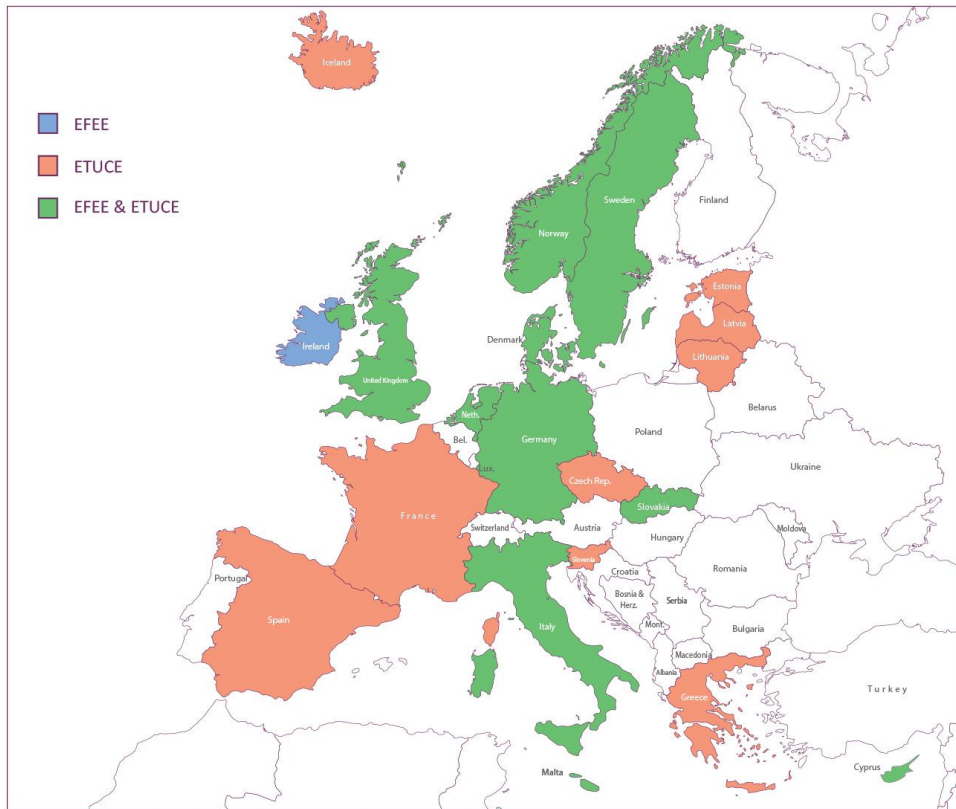 Iceland
EFEE
ETUCE
EFEE & ETUCE
Finland
Sweden
Norway
Estonia
Latvia
Denmark
Ireland
Lithuania
United Kingdom
Belarus
Neth.
Bel.
Germany
Poland
Ukraine
Lux.
Czech Rep.
Slovakia
France
Switzerland
Austria
Moldova
Hungary
Slovenia
Croatia
Romania
Portugal
Bosnia &
Herz.
Serbia
Spain
Italy
Mont.
Bulgaria
Macedonia
Albania
Turkey
Greece
Malta
Cyprus